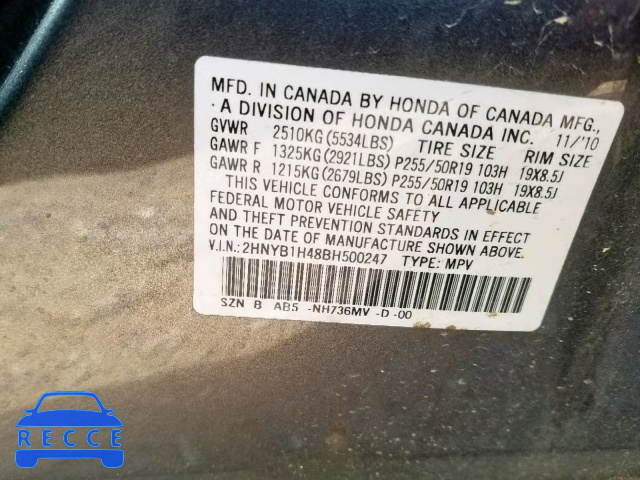 MFD. IN CANADA BY HONDA OF CANADA MFG.,
· A DIVISION OF HONDA CANADA INC. 11/'10
GVWR 2510KG(5534LBS) TIRE SIZE RIM SIZE
GAWR F 1325KG(2921LBS) P255/50R19 103H 19X8.5J
GAWR R 1215KG(2679LBS) P255/50R19 103H 19X8.5J
THIS VEHICLE CONFORMS TO ALL APPLICABLE
FEDERAL MOTOR VEHICLE SAFETY
AND THEFT PREVENTION STANDARDS IN EFFECT
ON THE DATE OF MANUFACTURE SHOWN ABOVE.
V.I.N.: 2HNYB1H48BH500247 TYPE: MPV
SZN B AB5 -NH736MV -D -00
RECCE